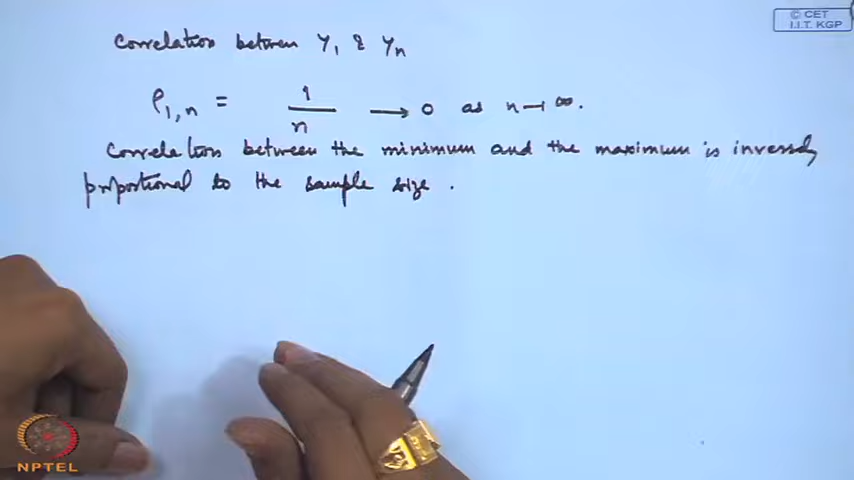 © CET
I.I.T. KGP
Correlation between Y₁ & Yₙ
ρ₁,ₙ = 1/n → 0 as n → ∞.
Correlation between the minimum and the maximum is inversely
proportional to the sample size.
NPTEL